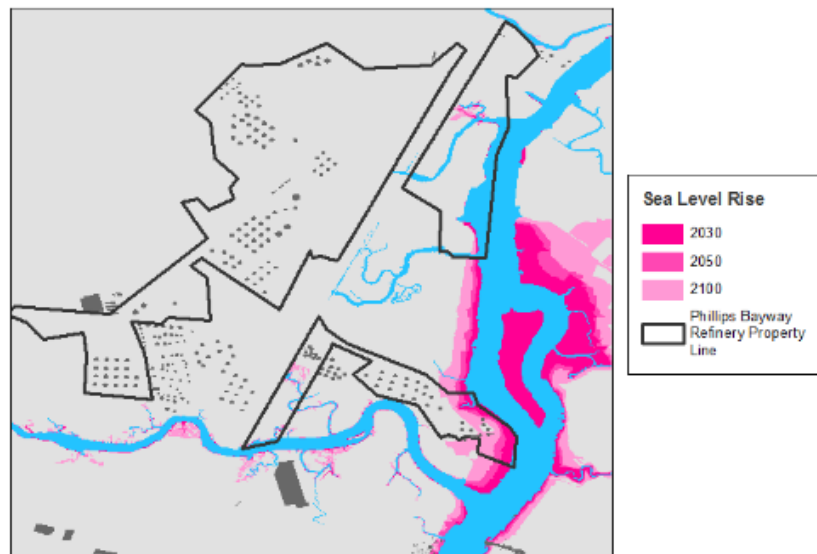 Sea Level Rise
2030
2050
2100
Phillips Bayway
Refinery Property
Line